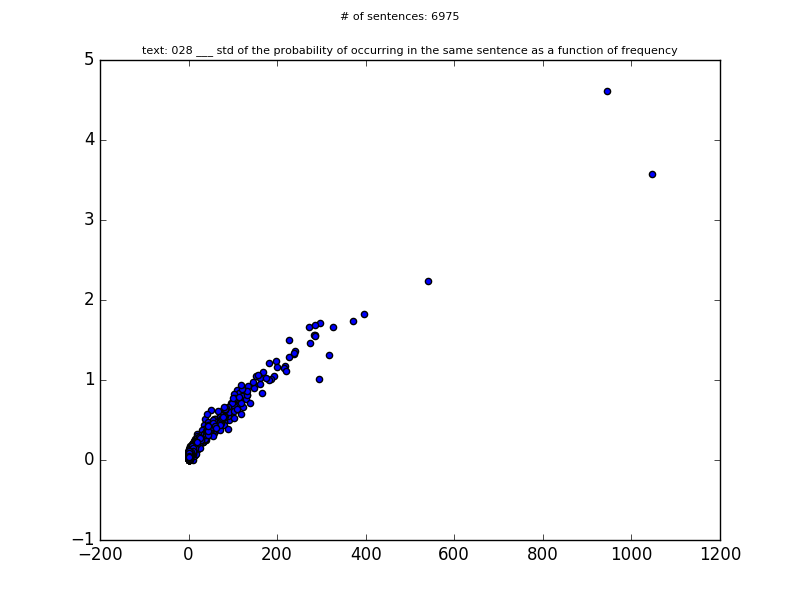 # of sentences: 6975
text: 028 ___ std of the probability of occurring in the same sentence as a function of frequency
5
4
3
2
1
0
−1
−200 0 200 400 600 800 1000 1200